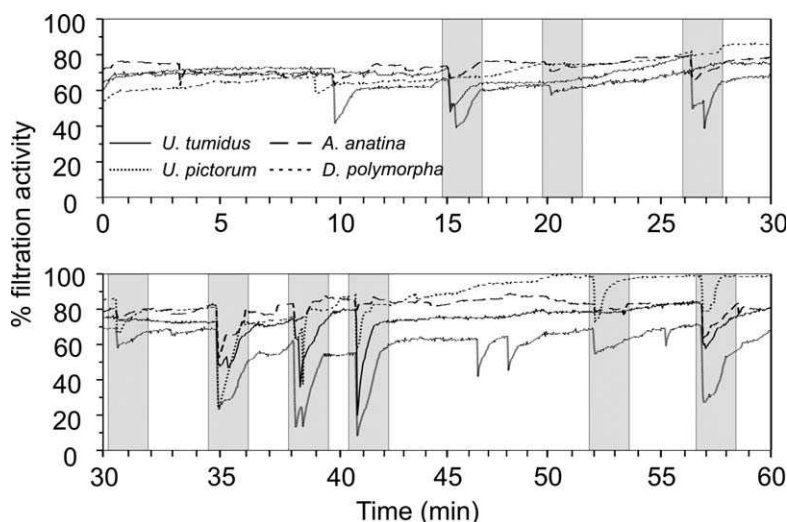 100
80
60
40
20
0
U. tumidus A. anatina
U. pictorum D. polymorpha
0 5 10 15 20 25 30
% filtration activity
100
80
60
40
20
0
30 35 40 45 50 55 60
Time (min)